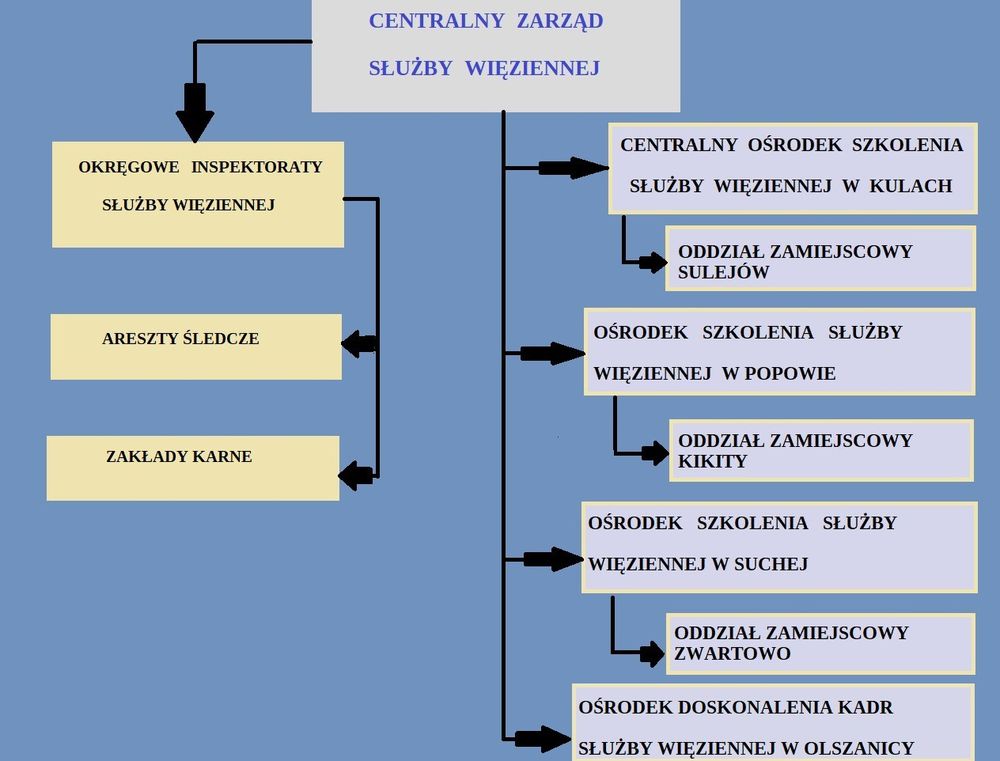 CENTRALNY ZARZĄD
SŁUŻBY WIĘZIENNEJ
OKRĘGOWE INSPEKTORATY
SŁUŻBY WIĘZIENNEJ
ARESZTY ŚLEDCZE
ZAKŁADY KARNE
CENTRALNY OŚRODEK SZKOLENIA
SŁUŻBY WIĘZIENNEJ W KULACH
ODDZIAŁ ZAMIEJSCOWY
SULEJÓW
OŚRODEK SZKOLENIA SŁUŻBY
WIĘZIENNEJ W POPOWIE
ODDZIAŁ ZAMIEJSCOWY
KIKITY
OŚRODEK SZKOLENIA SŁUŻBY
WIĘZIENNEJ W SUCHEJ
ODDZIAŁ ZAMIEJSCOWY
ZWARTOWO
OŚRODEK DOSKONALENIA KADR
SŁUŻBY WIĘZIENNEJ W OLSZANICY